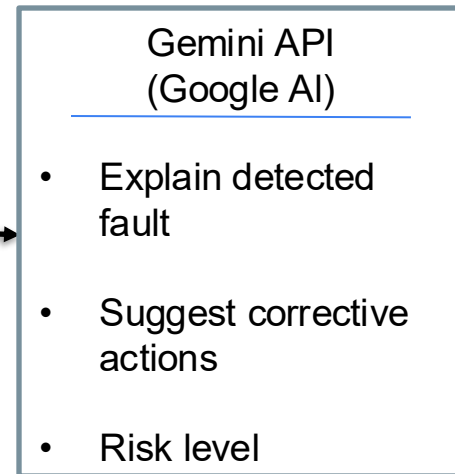 Gemini API
(Google AI)
• Explain detected
fault
• Suggest corrective
actions
• Risk level